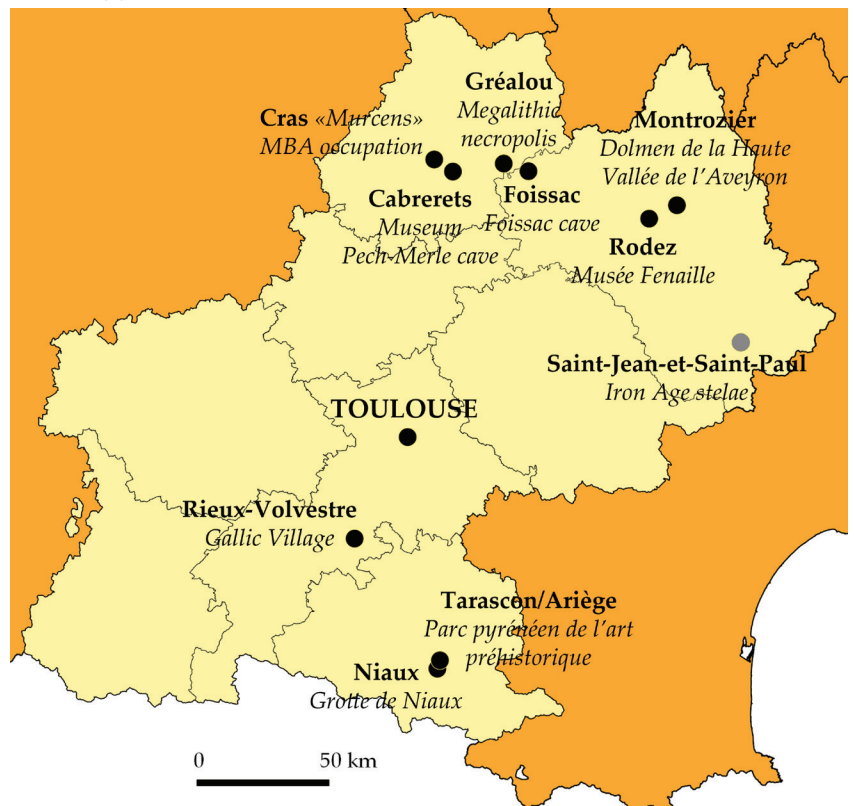 Gréalou
Megalithic
necropolis
Cras «Murcens»
MBA occupation
Montrozier
Dolmen de la Haute
Vallée de l'Aveyron
Cabrerets
Museum
Pech-Merle cave
Foissac
Foissac cave
Rodez
Musée Fenaille
Saint-Jean-et-Saint-Paul
Iron Age stelae
TOULOUSE
Rieux-Volvestre
Gallic Village
Tarascon/Ariège
Parc pyrénéen de l'art
préhistorique
Niaux
Grotte de Niaux
0 50 km